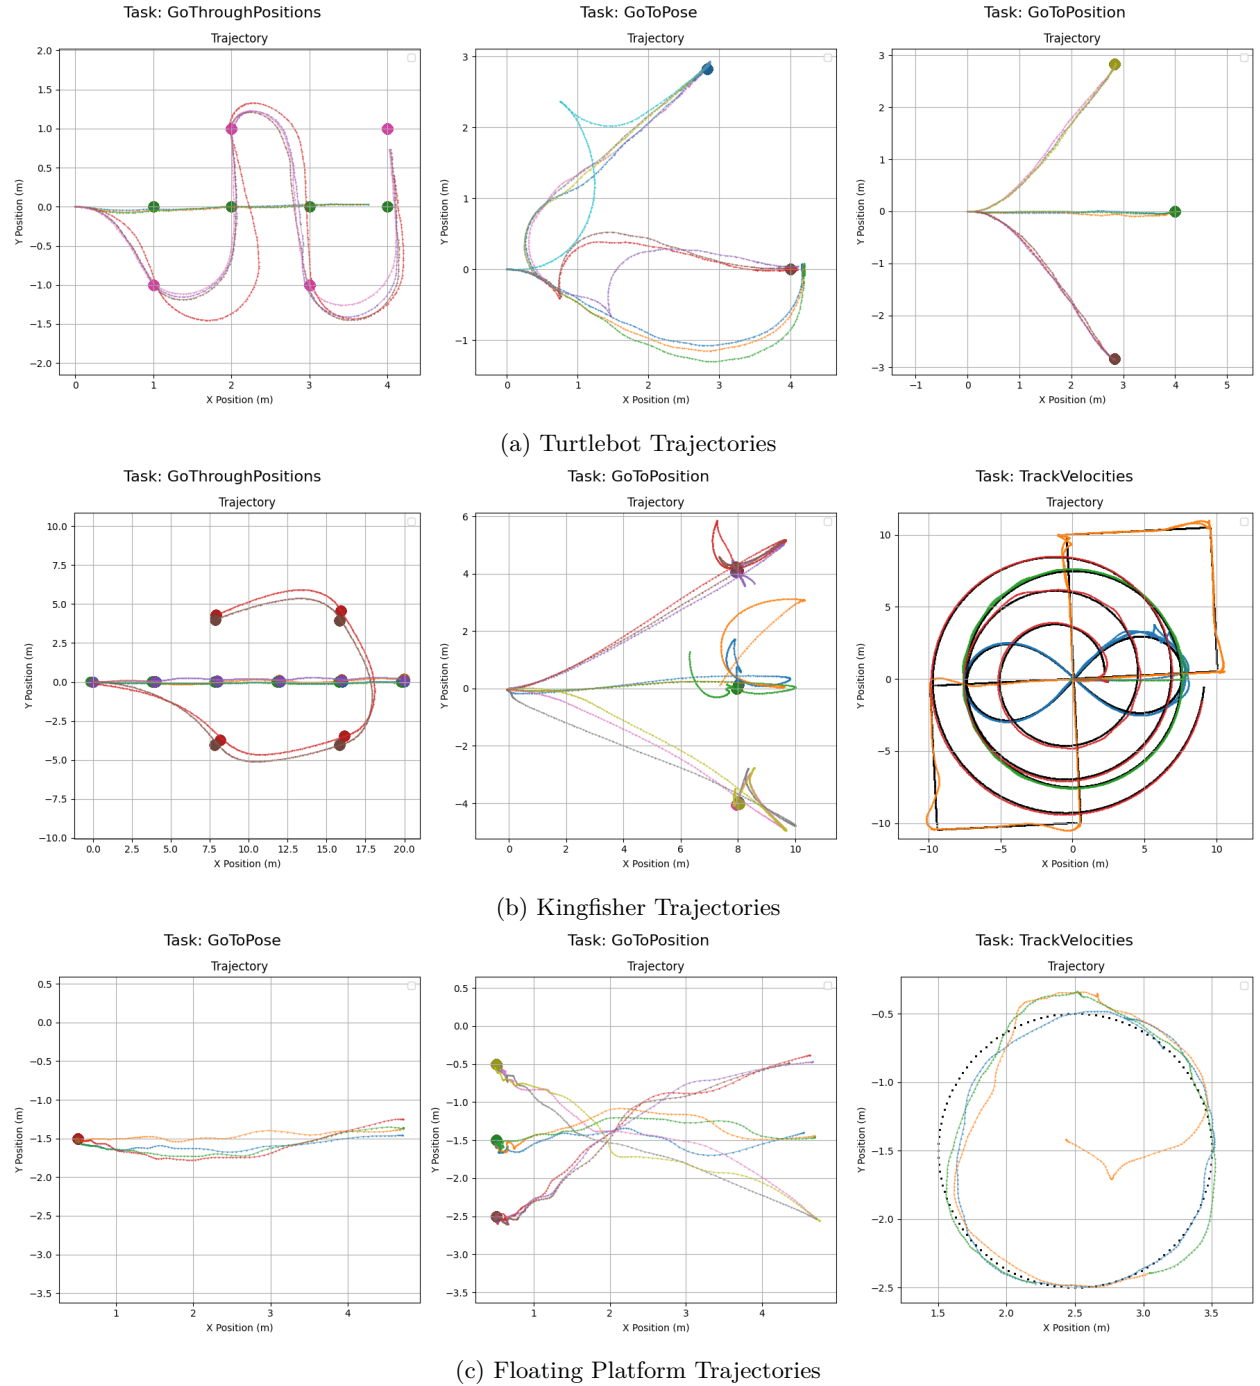 Task: GoThroughPositions
Trajectory
2.0
1.5
1.0
0.5
0.0
−0.5
−1.0
−1.5
−2.0
Y Position (m)
0 1 2 3 4
X Position (m)
Task: GoToPose
Trajectory
3
2
1
0
−1
Y Position (m)
0 1 2 3 4
X Position (m)
Task: GoToPosition
Trajectory
3
2
1
0
−1
−2
−3
Y Position (m)
−1 0 1 2 3 4 5
X Position (m)
(a) Turtlebot Trajectories
Task: GoThroughPositions
Trajectory
10.0
7.5
5.0
2.5
0.0
−2.5
−5.0
−7.5
−10.0
Y Position (m)
0.0 2.5 5.0 7.5 10.0 12.5 15.0 17.5 20.0
X Position (m)
Task: GoToPosition
Trajectory
6
4
2
0
−2
−4
Y Position (m)
0 2 4 6 8 10
X Position (m)
Task: TrackVelocities
Trajectory
10
5
0
−5
−10
Y Position (m)
−10 −5 0 5 10
X Position (m)
(b) Kingfisher Trajectories
Task: GoToPose
Trajectory
0.5
0.0
−0.5
−1.0
−1.5
−2.0
−2.5
−3.0
−3.5
Y Position (m)
1 2 3 4
X Position (m)
Task: GoToPosition
Trajectory
0.5
0.0
−0.5
−1.0
−1.5
−2.0
−2.5
−3.0
−3.5
Y Position (m)
1 2 3 4
X Position (m)
Task: TrackVelocities
Trajectory
−0.5
−1.0
−1.5
−2.0
−2.5
Y Position (m)
1.5 2.0 2.5 3.0 3.5
X Position (m)
(c) Floating Platform Trajectories